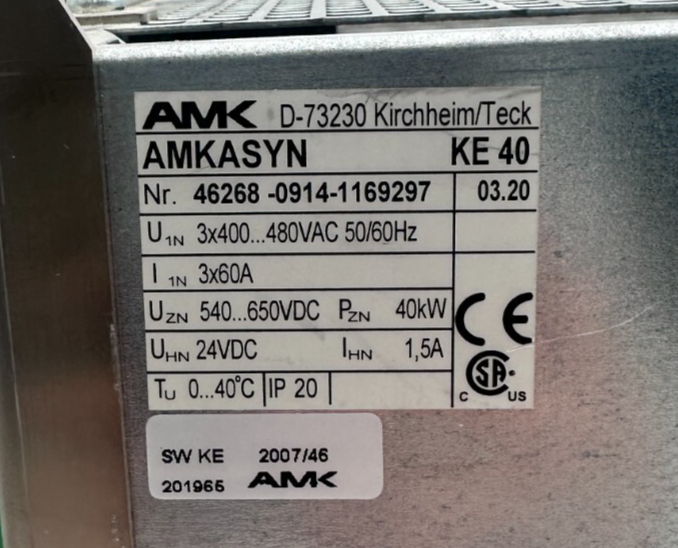 AMK D-73230 Kirchheim/Teck
AMKASYN KE 40
Nr. 46268 -0914-1169297 03.20
U1N 3x400...480VAC 50/60Hz
I 1N 3x60A
UZN 540...650VDC PZN 40kW
UHN 24VDC IHN 1,5A
CE
TU 0...40°C IP 20
C SA US
SW KE 2007/46
201965 AMK